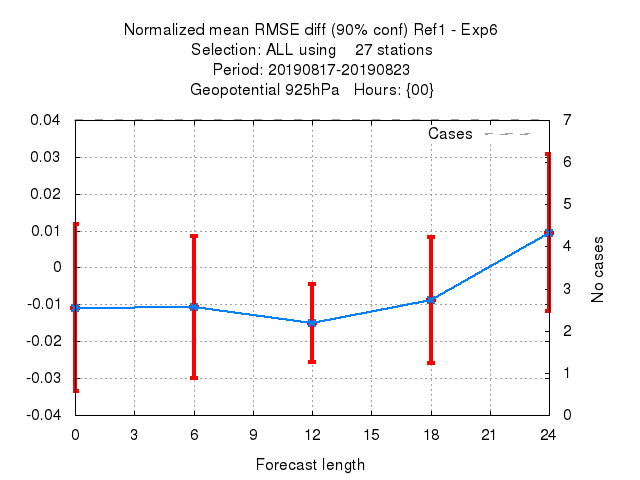 Normalized mean RMSE diff (90% conf) Ref1 - Exp6
Selection: ALL using    27 stations
Period: 20190817-20190823
Geopotential 925hPa   Hours: {00}
Cases
0.04
0.03
0.02
0.01
0
-0.01
-0.02
-0.03
-0.04
7
6
5
4
3
2
1
0
No cases
0 3 6 9 12 15 18 21 24
Forecast length